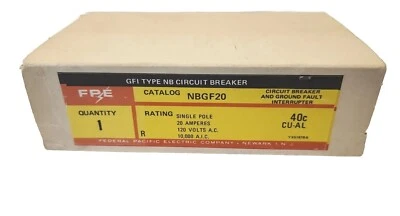 GFI TYPE NB CIRCUIT BREAKER
FPE
CATALOG NBGF20
CIRCUIT BREAKER
AND GROUND FAULT
INTERRUPTER
QUANTITY
1
RATING
R
SINGLE POLE
20 AMPERES
120 VOLTS A.C.
10,000 A.I.C.
40c
CU-AL
FEDERAL PACIFIC ELECTRIC COMPANY - NEWARK, N.J.